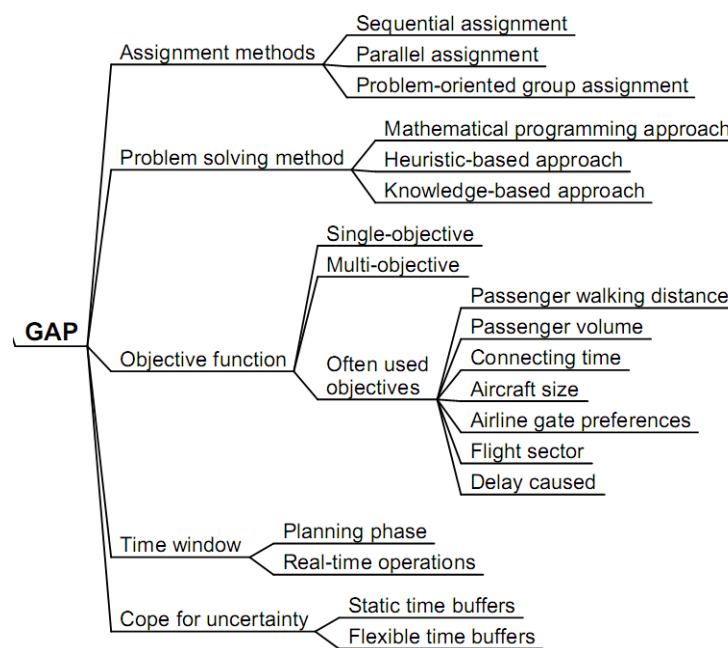 GAP
Assignment methods
Sequential assignment
Parallel assignment
Problem-oriented group assignment
Problem solving method
Mathematical programming approach
Heuristic-based approach
Knowledge-based approach
Objective function
Single-objective
Multi-objective
Often used
objectives
Passenger walking distance
Passenger volume
Connecting time
Aircraft size
Airline gate preferences
Flight sector
Delay caused
Time window
Planning phase
Real-time operations
Cope for uncertainty
Static time buffers
Flexible time buffers